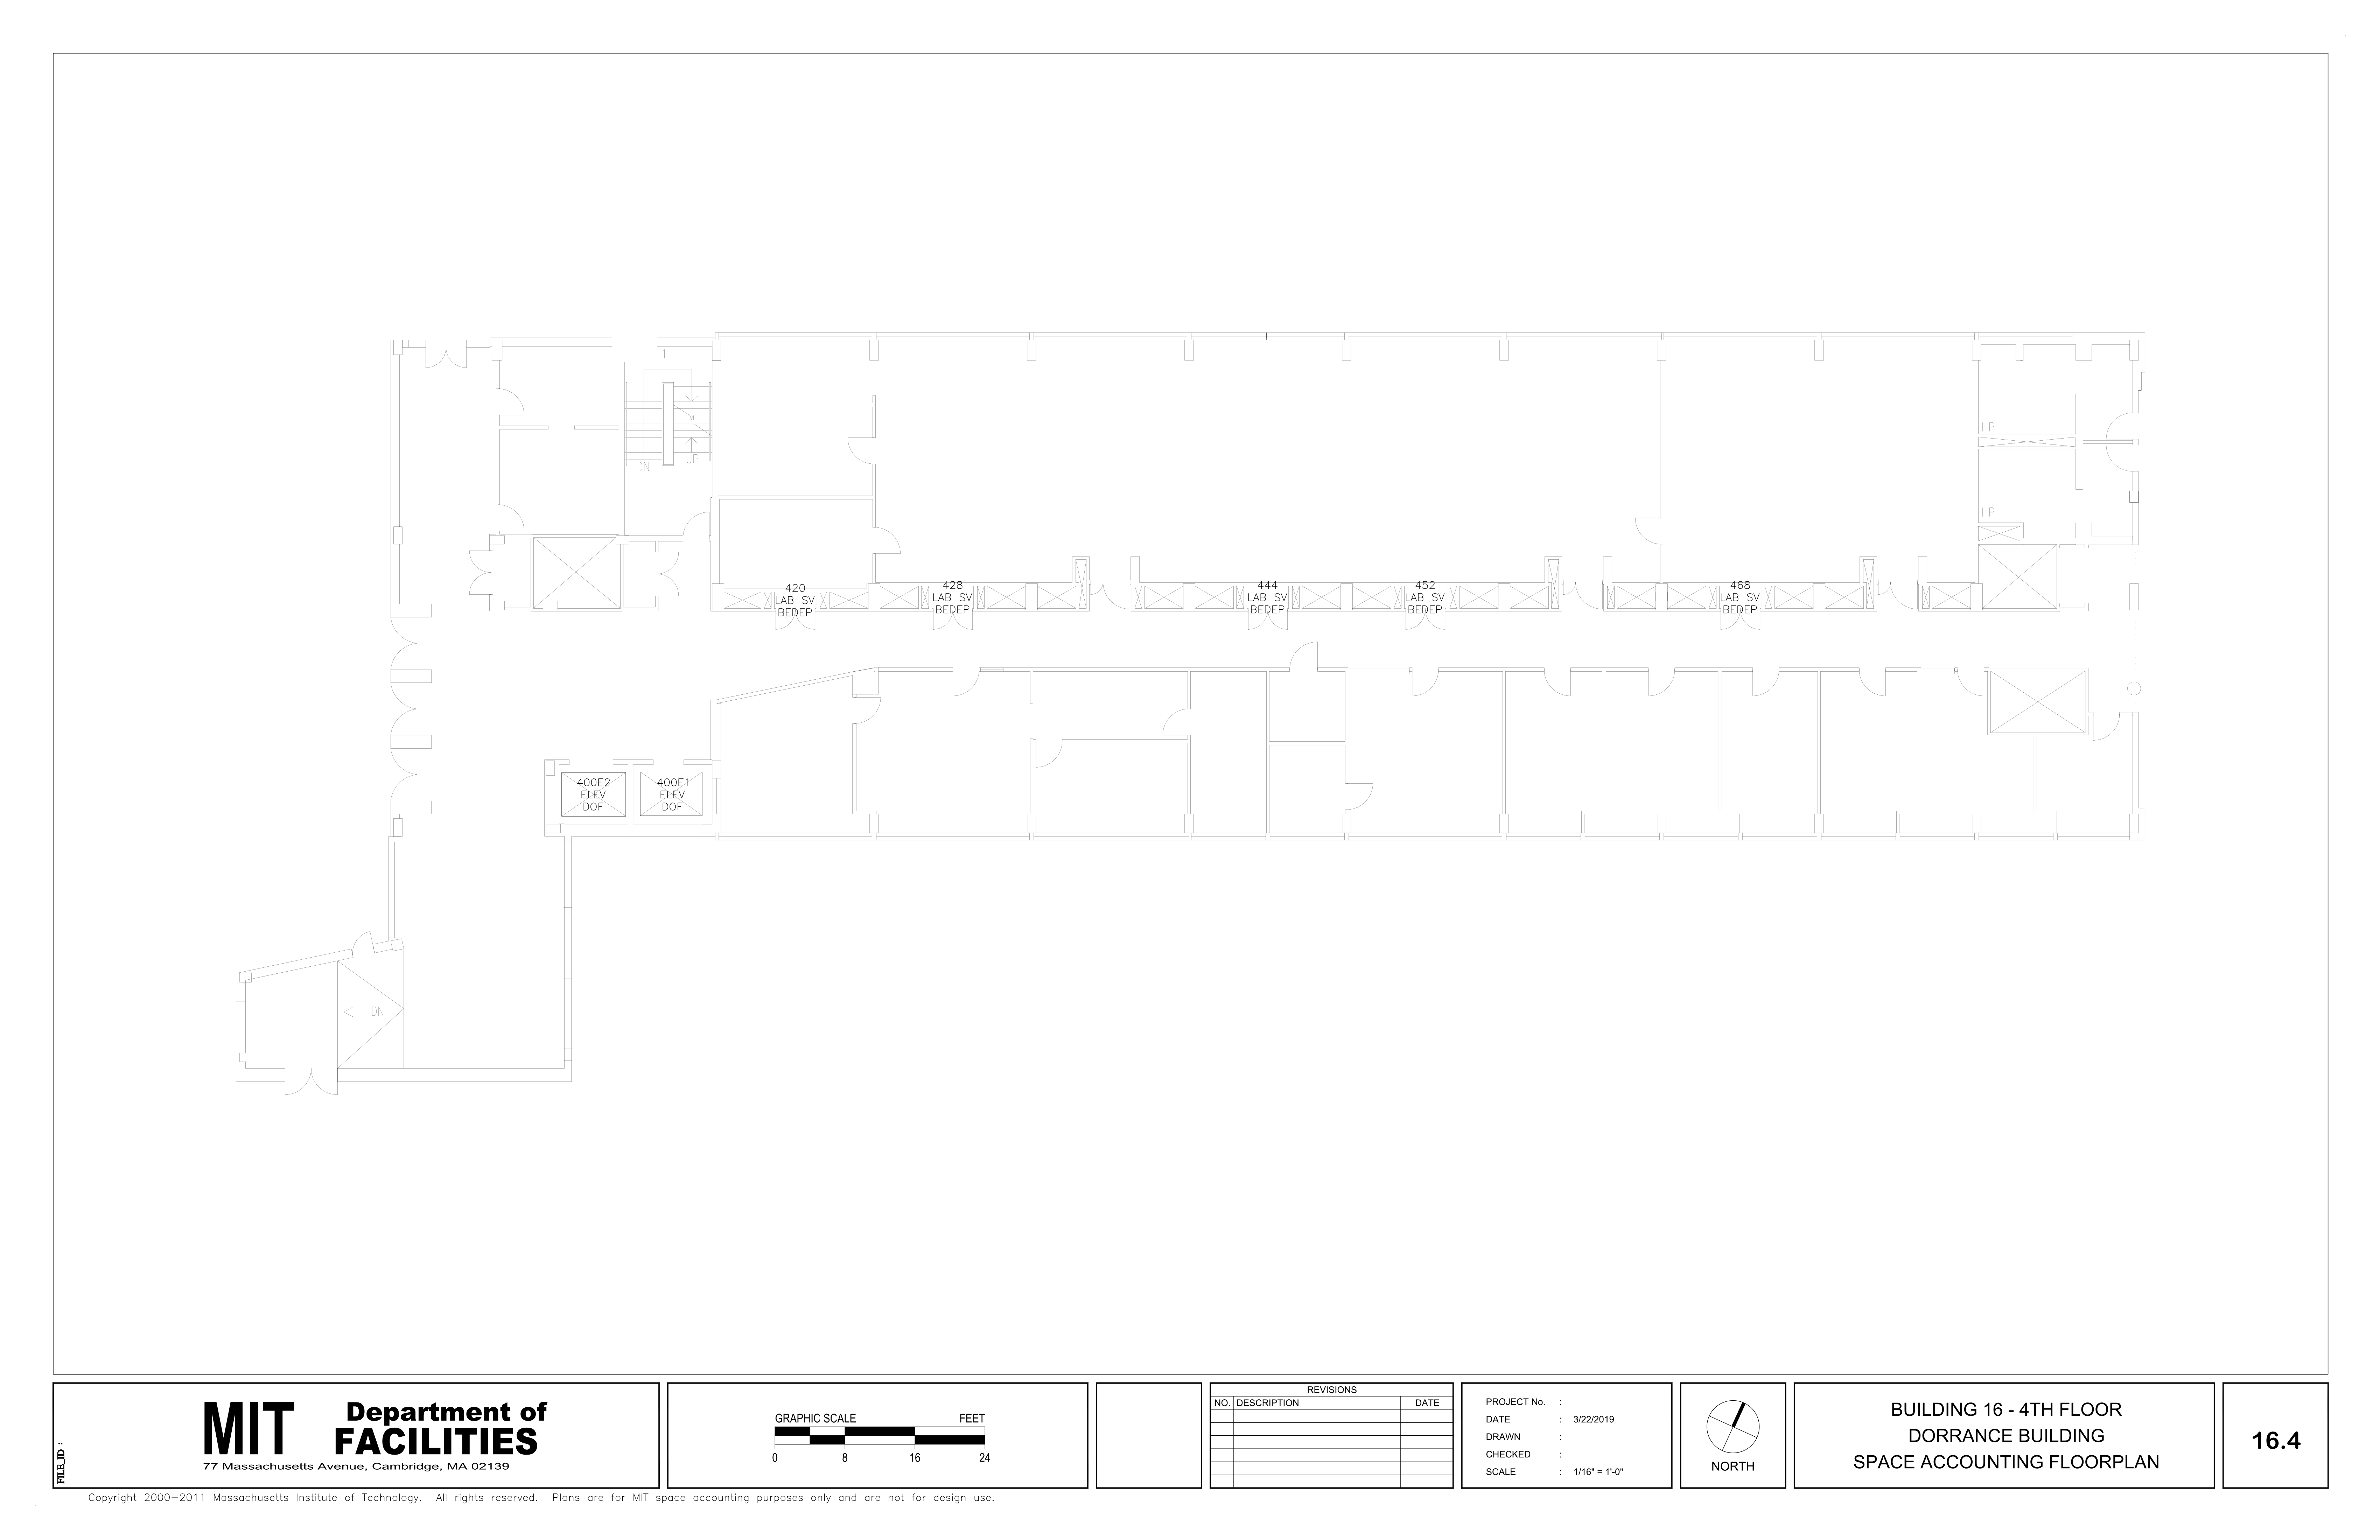 1
DN
UP
HP
HP
420
LAB SV
BEDEP
428
LAB SV
BEDEP
444
LAB SV
BEDEP
452
LAB SV
BEDEP
468
LAB SV
BEDEP
400E2
ELEV
DOF
400E1
ELEV
DOF
DN
FILE_ID :
MIT
Department of
FACILITIES
77 Massachusetts Avenue, Cambridge, MA 02139
GRAPHIC SCALE FEET
0 8 16 24
REVISIONS
NO. DESCRIPTION DATE
PROJECT No. :
DATE : 3/22/2019
DRAWN :
CHECKED :
SCALE : 1/16" = 1'-0"
NORTH
BUILDING 16 - 4TH FLOOR
DORRANCE BUILDING
SPACE ACCOUNTING FLOORPLAN
16.4
Copyright 2000-2011 Massachusetts Institute of Technology. All rights reserved. Plans are for MIT space accounting purposes only and are not for design use.